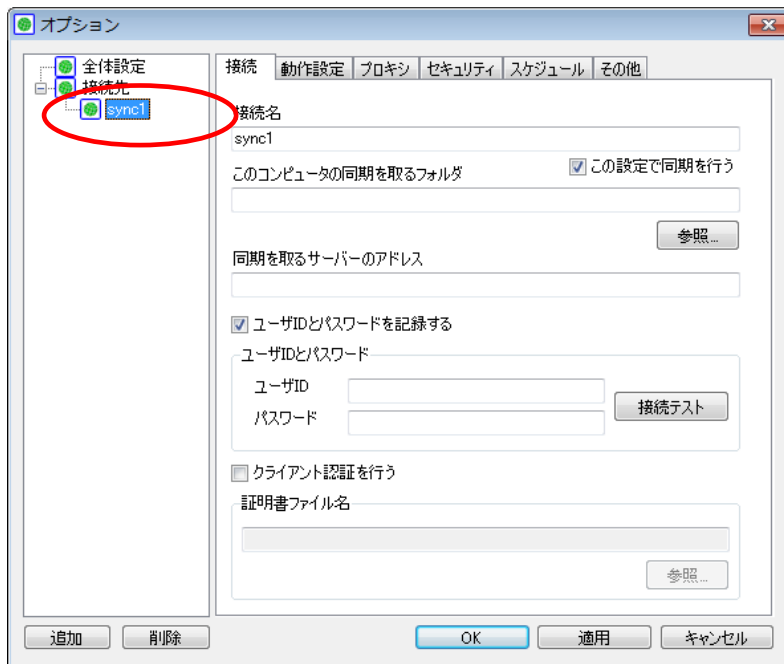 オプション
全体設定
接続先
sync1
接続 動作設定 プロキシ セキュリティ スケジュール その他
接続名
sync1
このコンピュータの同期を取るフォルダ
この設定で同期を行う
参照...
同期を取るサーバーのアドレス
ユーザIDとパスワードを記録する
ユーザIDとパスワード
ユーザID
パスワード
接続テスト
クライアント認証を行う
証明書ファイル名
参照...
追加 削除 OK 適用 キャンセル